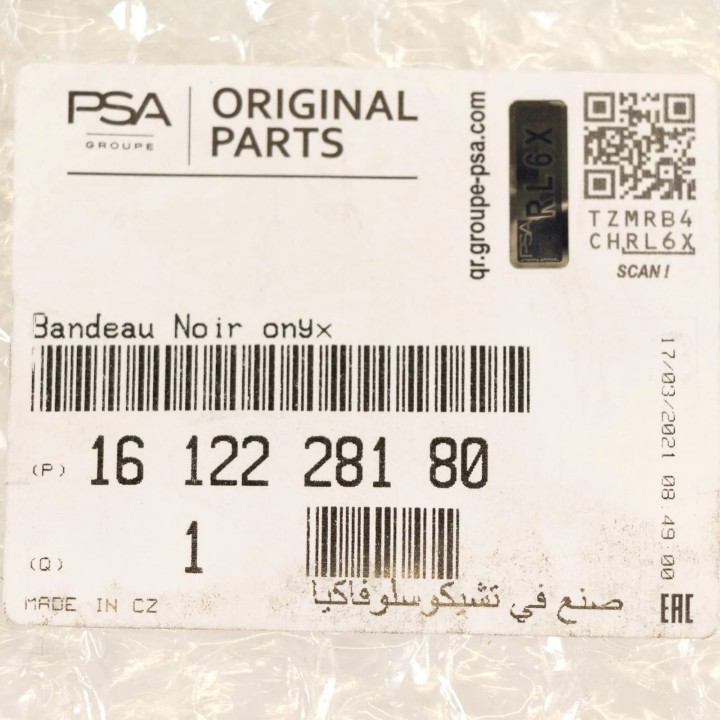 PSA
GROUPE
ORIGINAL
PARTS
qr.groupe-psa.com
PSA RL6X
TZMRB4
CHRL6X
SCAN!
Bandeau Noir onyx
17/03/2021 08:49:00
(P) 16 122 281 80
(Q) 1
MADE IN CZ
صنع في تشيكوسلوفاكيا
EAC